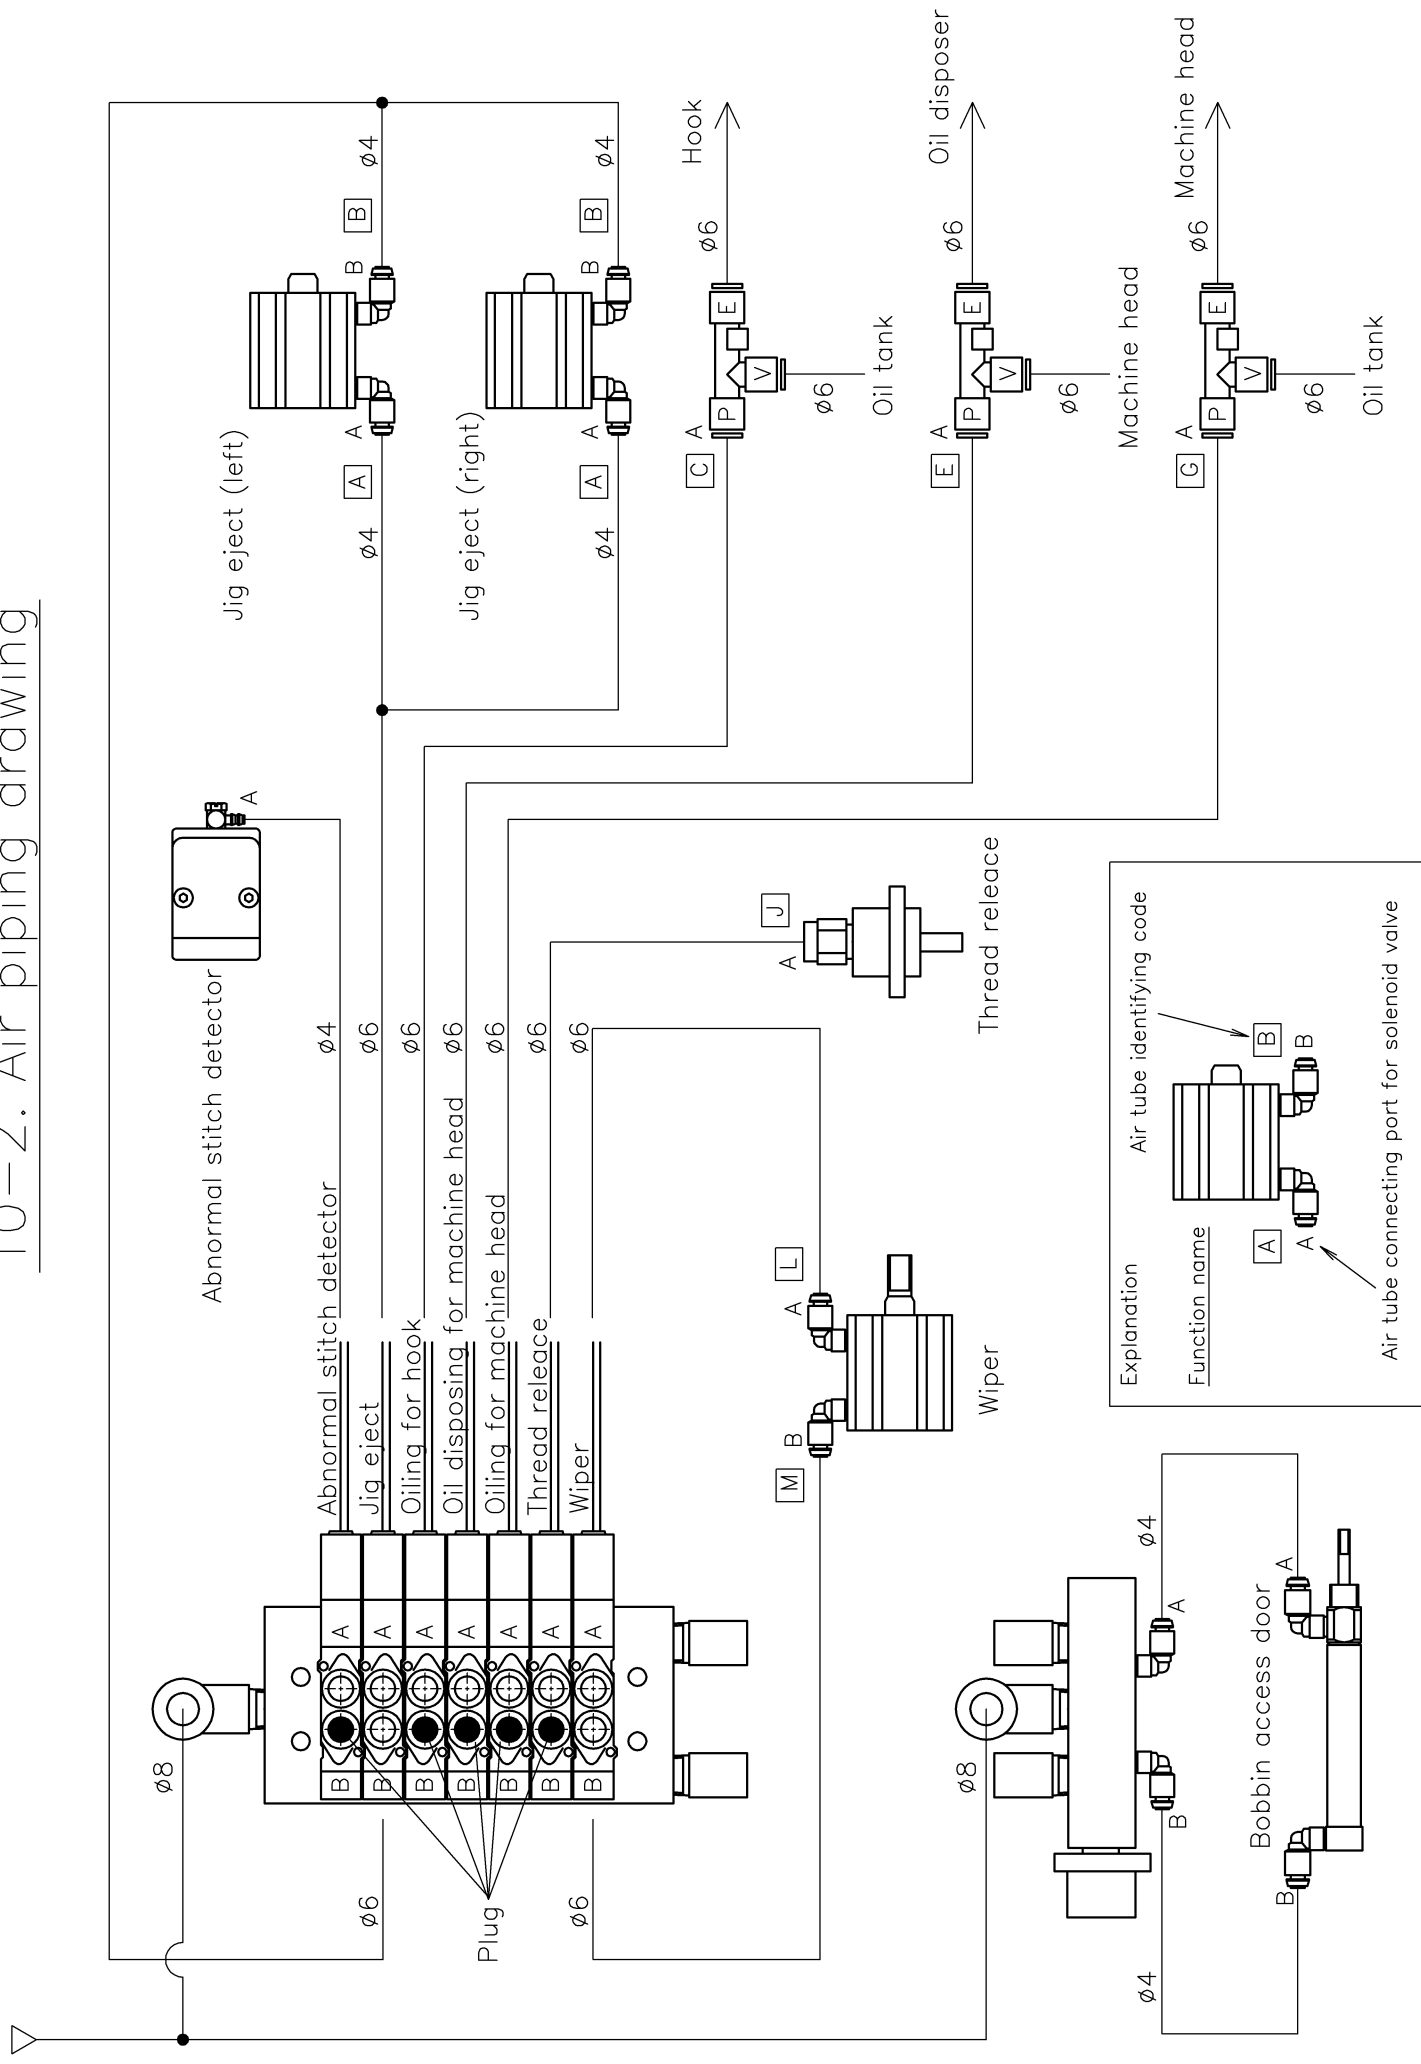 10-2. Air piping drawing
Abnormal stitch detector
A
Jig eject (left)
A
A
B
B
ø4
ø4
Jig eject (right)
A
A
B
B
ø4
ø4
Hook
C
A
P
V
E
ø6
ø6
Oil tank
Oil disposer
E
A
P
V
E
ø6
ø6
Machine head
Machine head
G
A
P
V
E
ø6
ø6
Oil tank
Abnormal stitch detector
ø4
Jig eject
ø6
Oiling for hook
ø6
Oil disposing for machine head
ø6
Oiling for machine head
ø6
Thread releace
ø6
Wiper
ø6
B A
B A
B A
B A
B A
B A
B A
ø8
ø6
Plug
ø6
J
A
Thread releace
M
B
A
L
Wiper
ø8
B
A
ø4
ø4
Bobbin access door
B
A
Explanation
Air tube identifying code
Function name
A
A
B
B
Air tube connecting port for solenoid valve